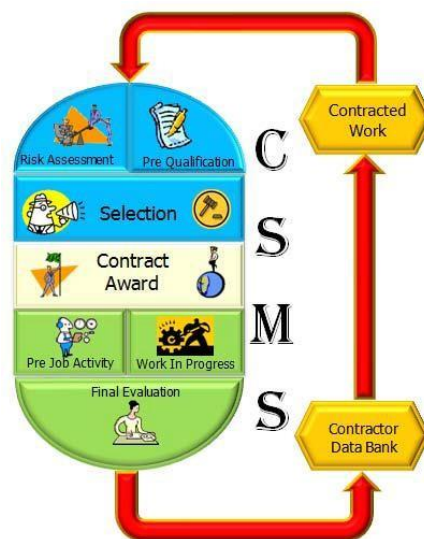 Risk Assessment
Pre Qualification
Selection
Contract
Award
Pre Job Activity
Work In Progress
Final Evaluation
C
S
M
S
Contracted
Work
Contractor
Data Bank